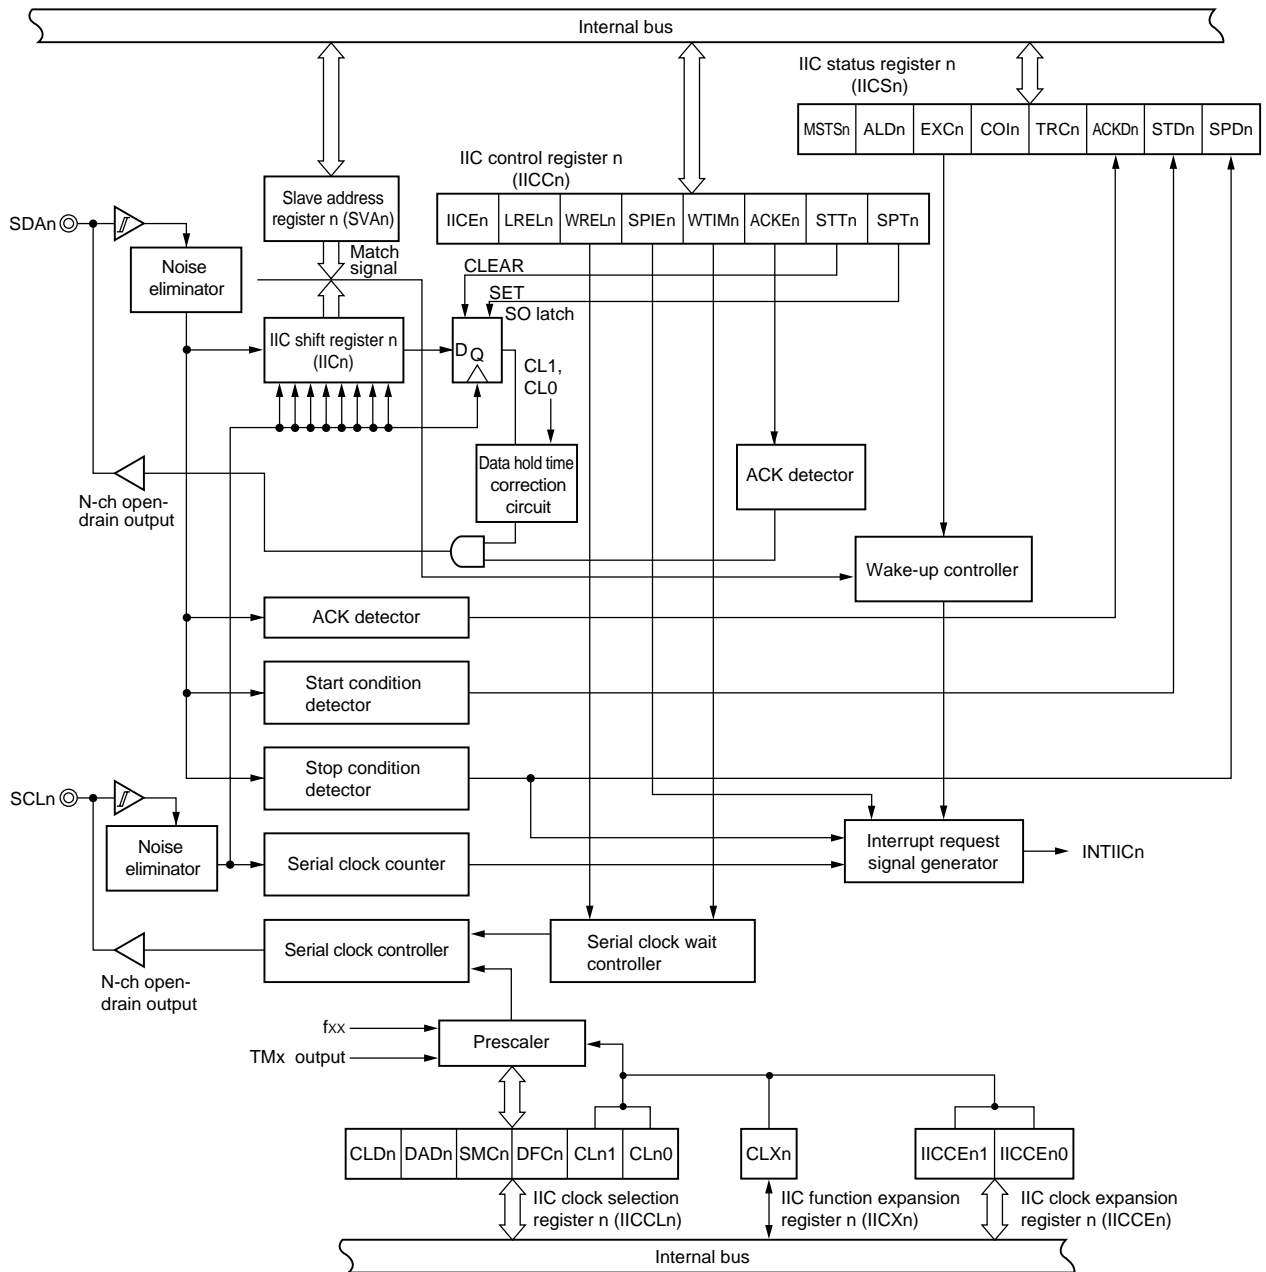 Internal bus
IIC status register n
(IICSn)
MSTSn ALDn EXCn COIn TRCn ACKDn STDn SPDn
IIC control register n
(IICCn)
Slave address
register n (SVAn)
IICEn LRELn WRELn SPIEn WTIMn ACKEn STTn SPTn
SDAn
Noise
eliminator
Match
signal
CLEAR
SET
SO latch
IIC shift register n
(IICn)
D Q
CL1,
CL0
Data hold time
correction
circuit
ACK detector
N-ch open-
drain output
Wake-up controller
ACK detector
Start condition
detector
Stop condition
detector
SCLn
Noise
eliminator
Serial clock counter
Interrupt request
signal generator
INTIICn
Serial clock controller
Serial clock wait
controller
N-ch open-
drain output
fxx
TMx output
Prescaler
CLDn DADn SMCn DFCn CLn1 CLn0
CLXn
IICCEn1 IICCEn0
IIC clock selection
register n (IICCLn)
IIC function expansion
register n (IICXn)
IIC clock expansion
register n (IICCEn)
Internal bus